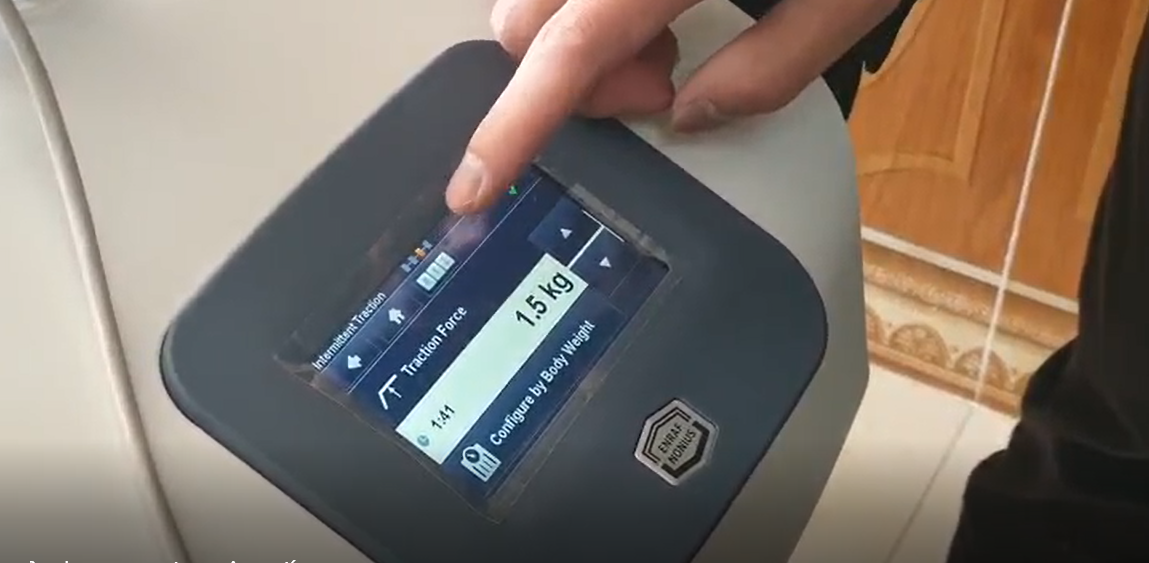 Intermittent Traction
Traction Force
1.5 kg
1:41
Configure by Body Weight
ENRAF
NONIUS